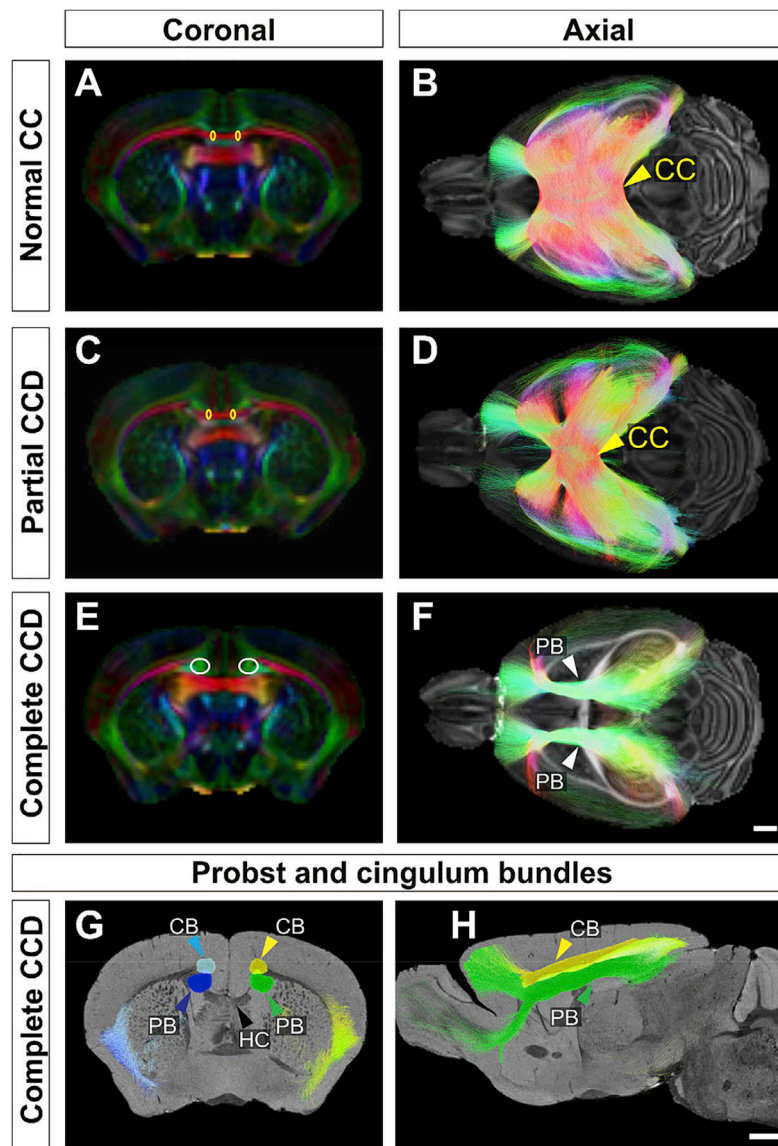 Coronal
Axial
Normal CC
A
B
CC
Partial CCD
C
D
CC
Complete CCD
E
F
PB
PB
Probst and cingulum bundles
Complete CCD
G
CB
CB
PB
HC
PB
H
CB
PB